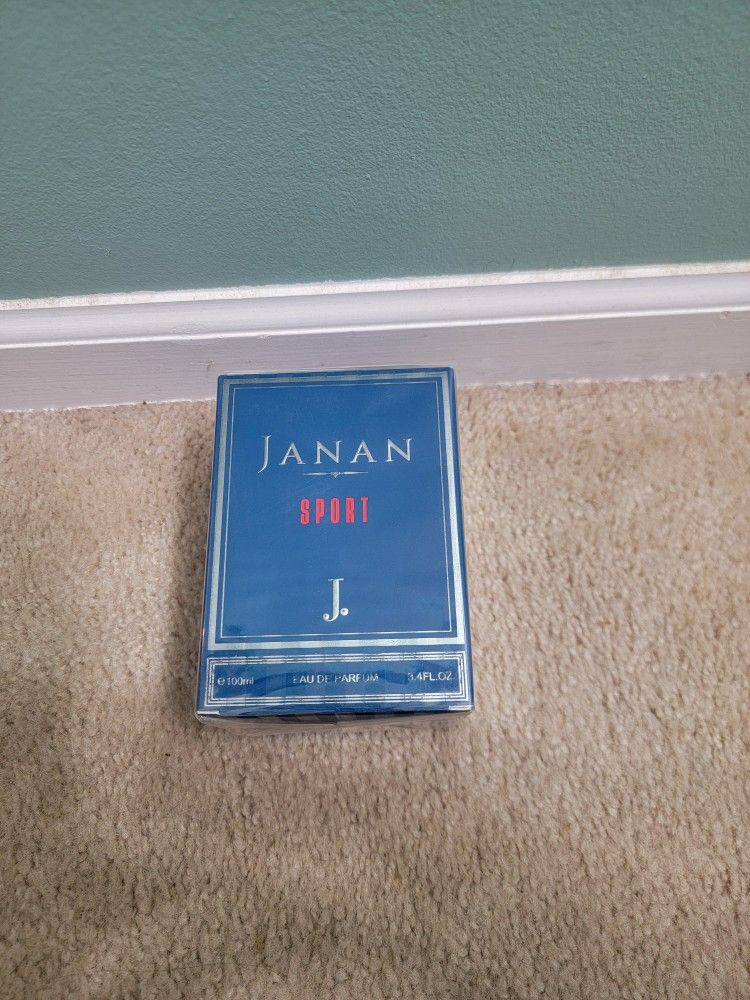 JANAN
SPORT
J.
℮100ml EAU DE PARFUM 3.4FL.OZ.